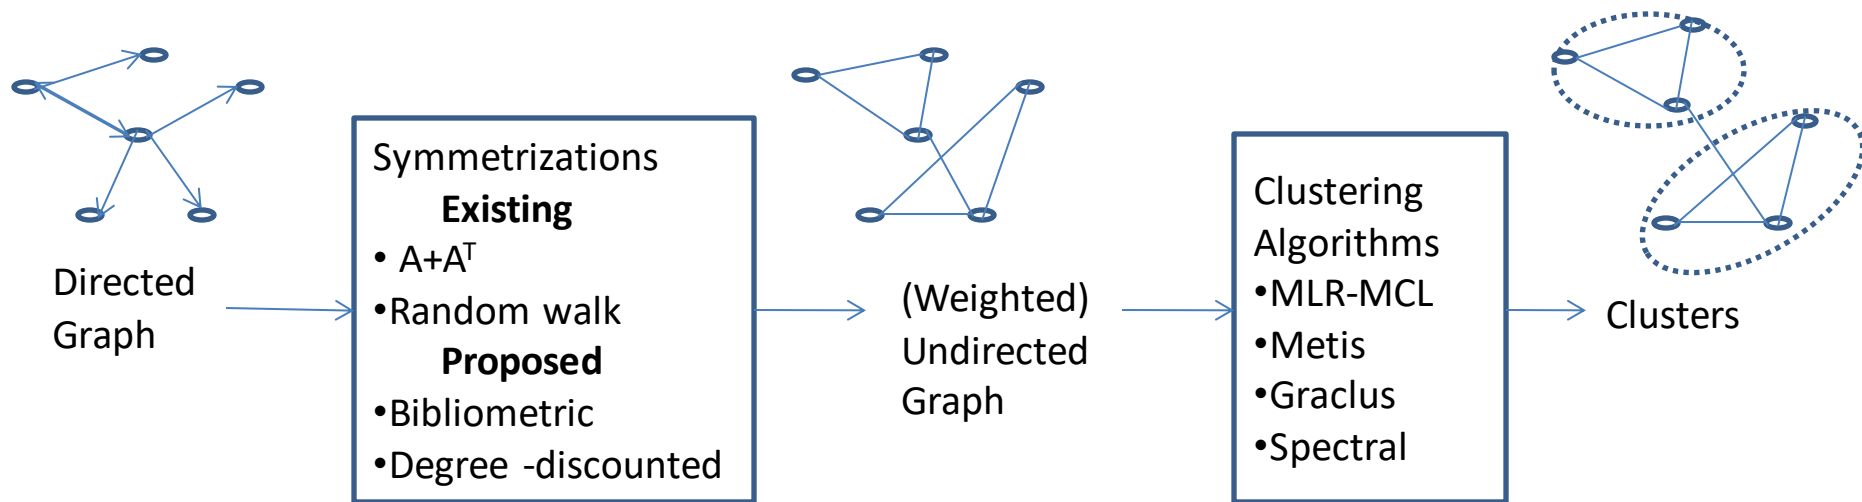 Directed
Graph
Symmetrizations
Existing
• A+Aᵀ
•Random walk
Proposed
•Bibliometric
•Degree -discounted
(Weighted)
Undirected
Graph
Clustering
Algorithms
•MLR-MCL
•Metis
•Graclus
•Spectral
Clusters